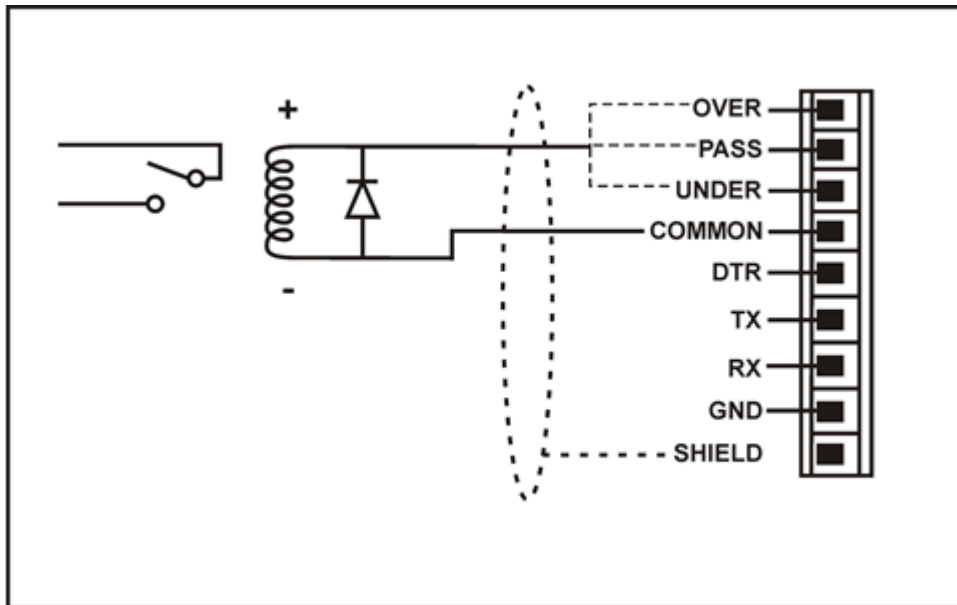 +
-
OVER
PASS
UNDER
COMMON
DTR
TX
RX
GND
SHIELD